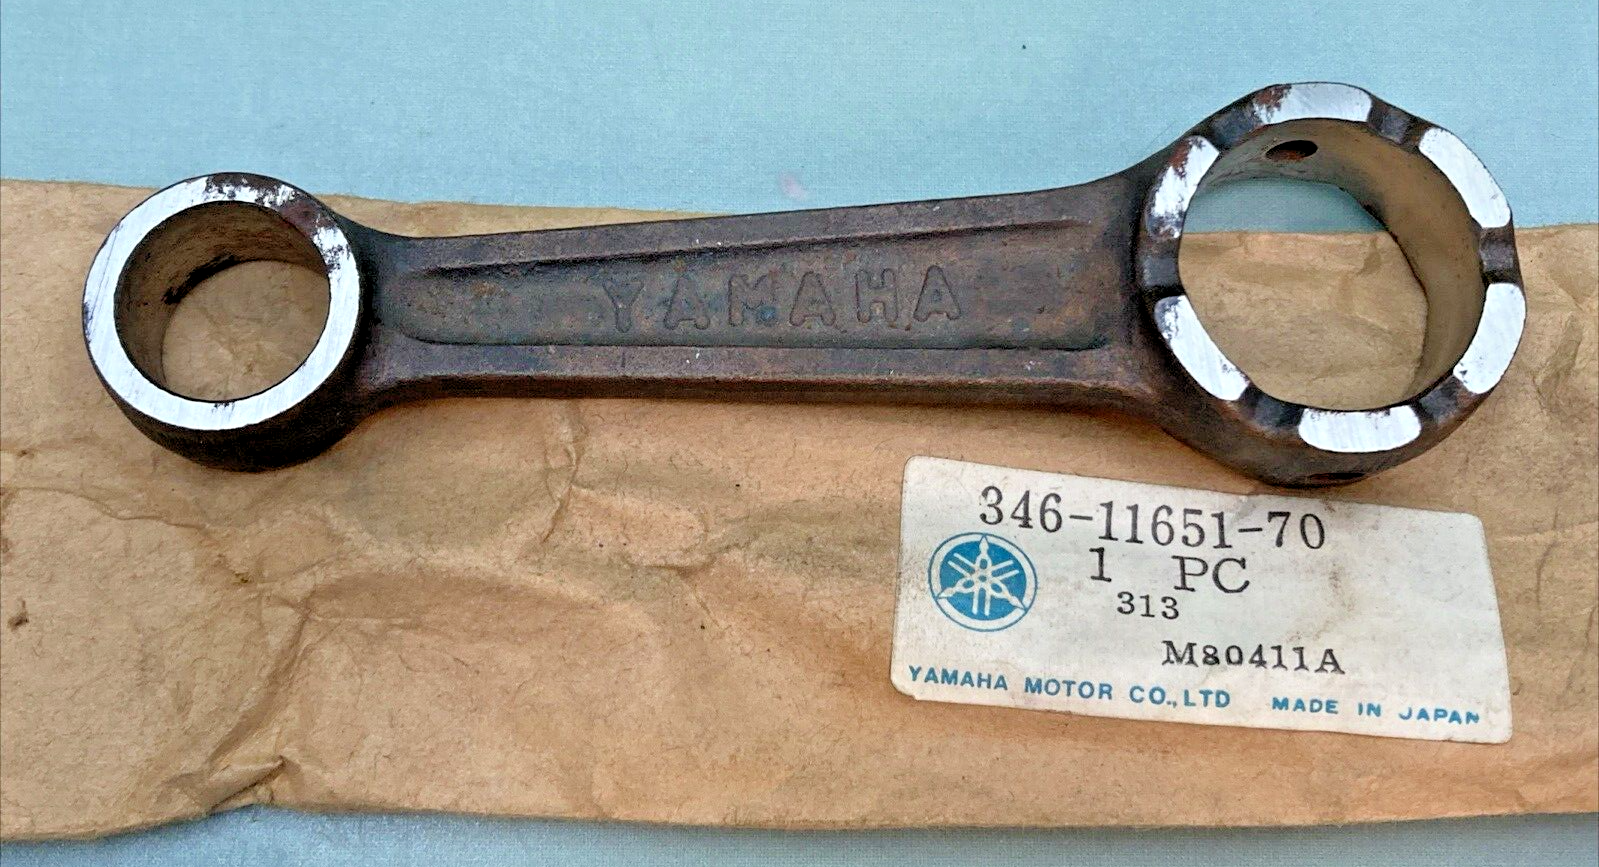 YAMAHA
346-11651-70
1 PC
313
M80411A
YAMAHA MOTOR CO.,LTD MADE IN JAPAN